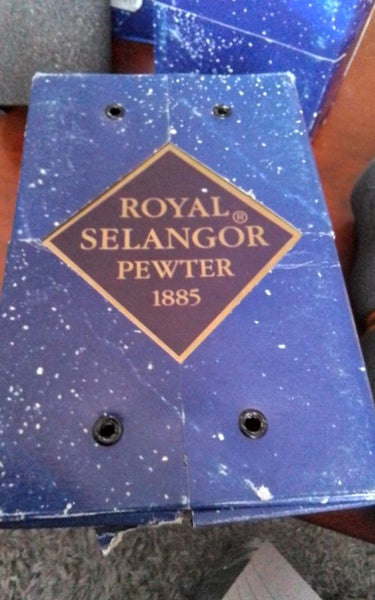 ROYAL®
SELANGOR
PEWTER
1885